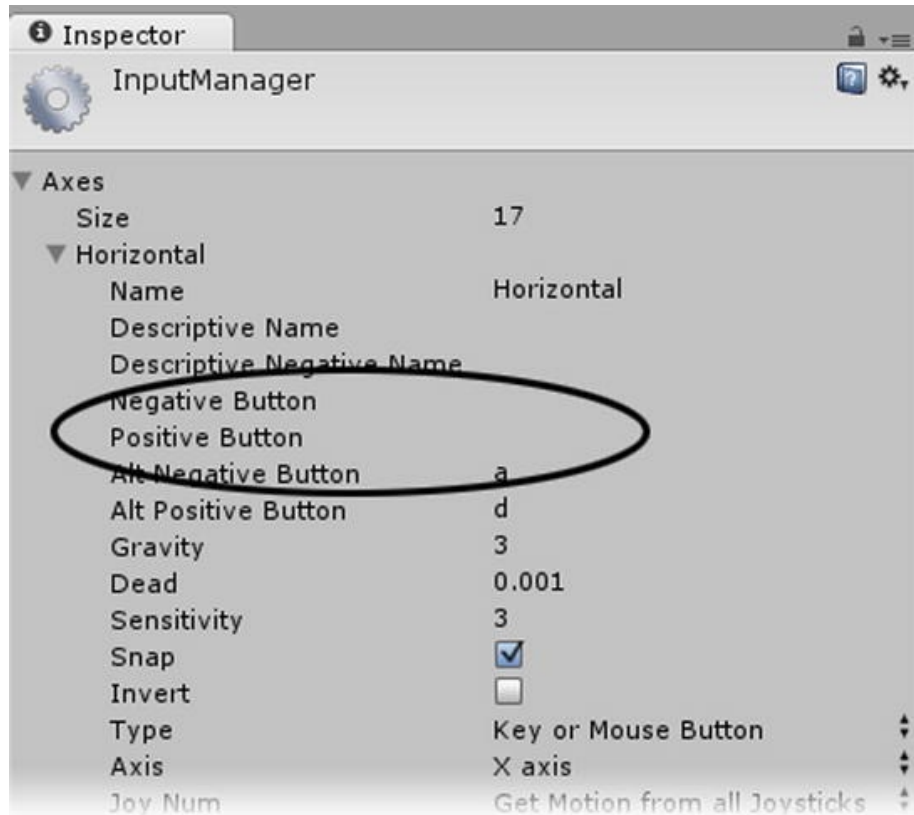 Inspector
InputManager
Axes
Size 17
Horizontal
Name Horizontal
Descriptive Name
Descriptive Negative Name
Negative Button
Positive Button
Alt Negative Button a
Alt Positive Button d
Gravity 3
Dead 0.001
Sensitivity 3
Snap
Invert
Type Key or Mouse Button
Axis X axis
Joy Num Get Motion from all Joysticks